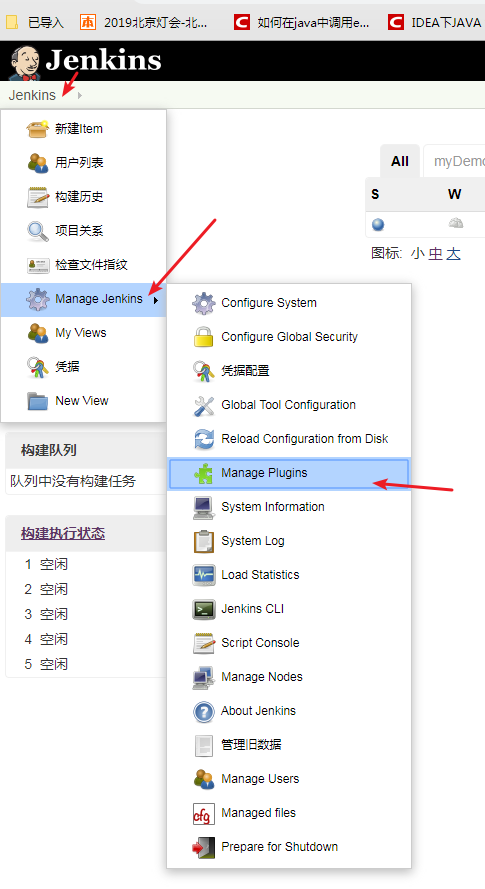 已导入 2019北京灯会-北... 如何在java中调用e... IDEA下JAVA
Jenkins
Jenkins
新建Item
用户列表
构建历史
项目关系
检查文件指纹
Manage Jenkins
My Views
凭据
New View
All myDemo
S W
图标: 小 中 大
Configure System
Configure Global Security
凭据配置
Global Tool Configuration
Reload Configuration from Disk
Manage Plugins
System Information
System Log
Load Statistics
Jenkins CLI
Script Console
Manage Nodes
About Jenkins
管理旧数据
Manage Users
Managed files
Prepare for Shutdown
构建队列
队列中没有构建任务
构建执行状态
1 空闲
2 空闲
3 空闲
4 空闲
5 空闲